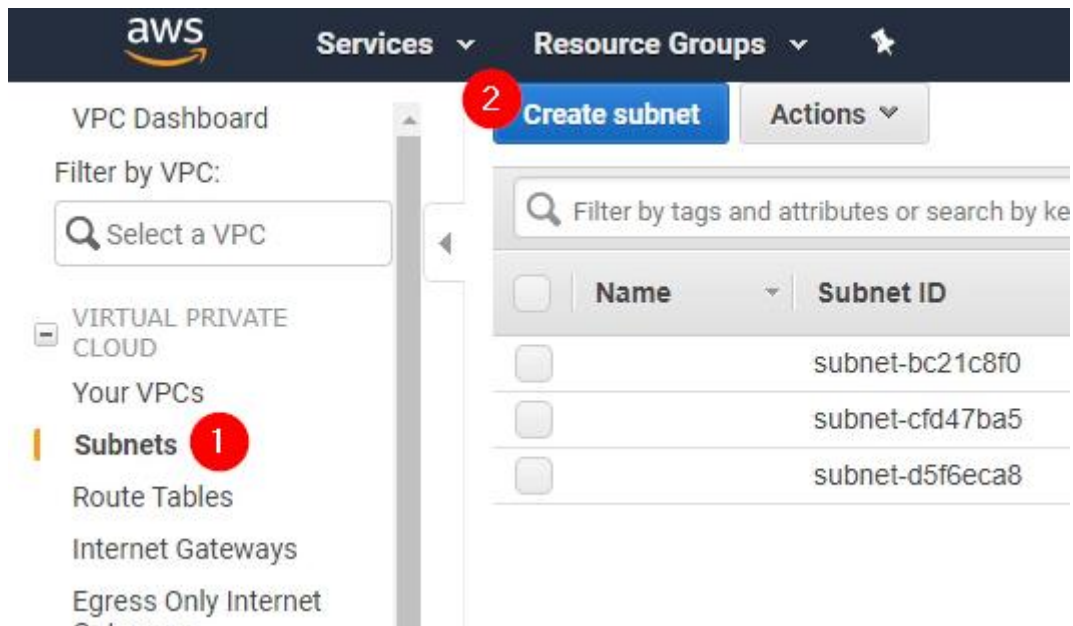 aws Services Resource Groups
VPC Dashboard
Filter by VPC:
Select a VPC
VIRTUAL PRIVATE
CLOUD
Your VPCs
Subnets 1
Route Tables
Internet Gateways
Egress Only Internet
2 Create subnet Actions
Filter by tags and attributes or search by ke
Name Subnet ID
subnet-bc21c8f0
subnet-cfd47ba5
subnet-d5f6eca8